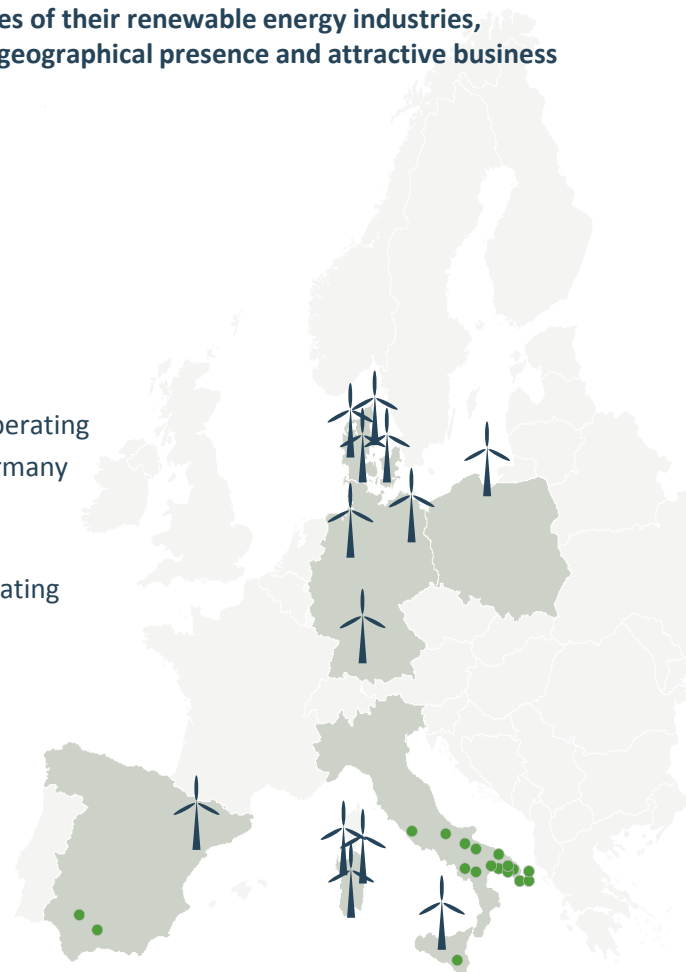 es of their renewable energy industries,
geographical presence and attractive business
perating
rmany
ating